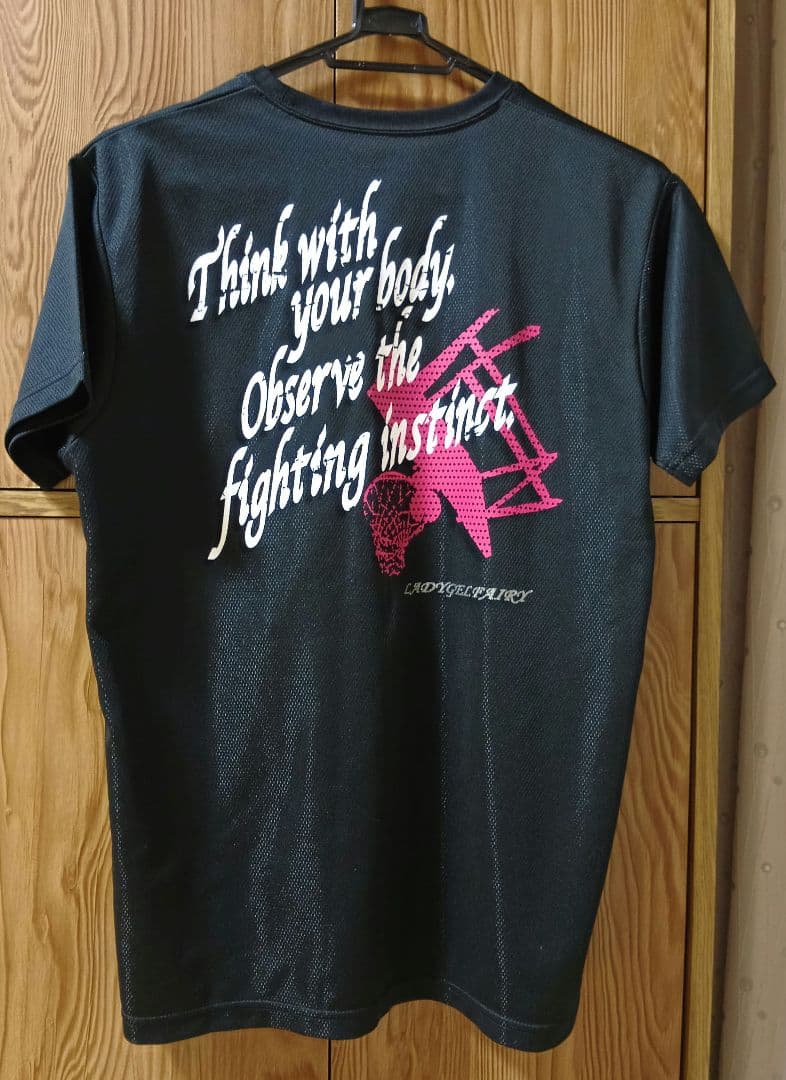 Think with
your body.
Observe the
fighting instinct.
LADYGELFAIRY